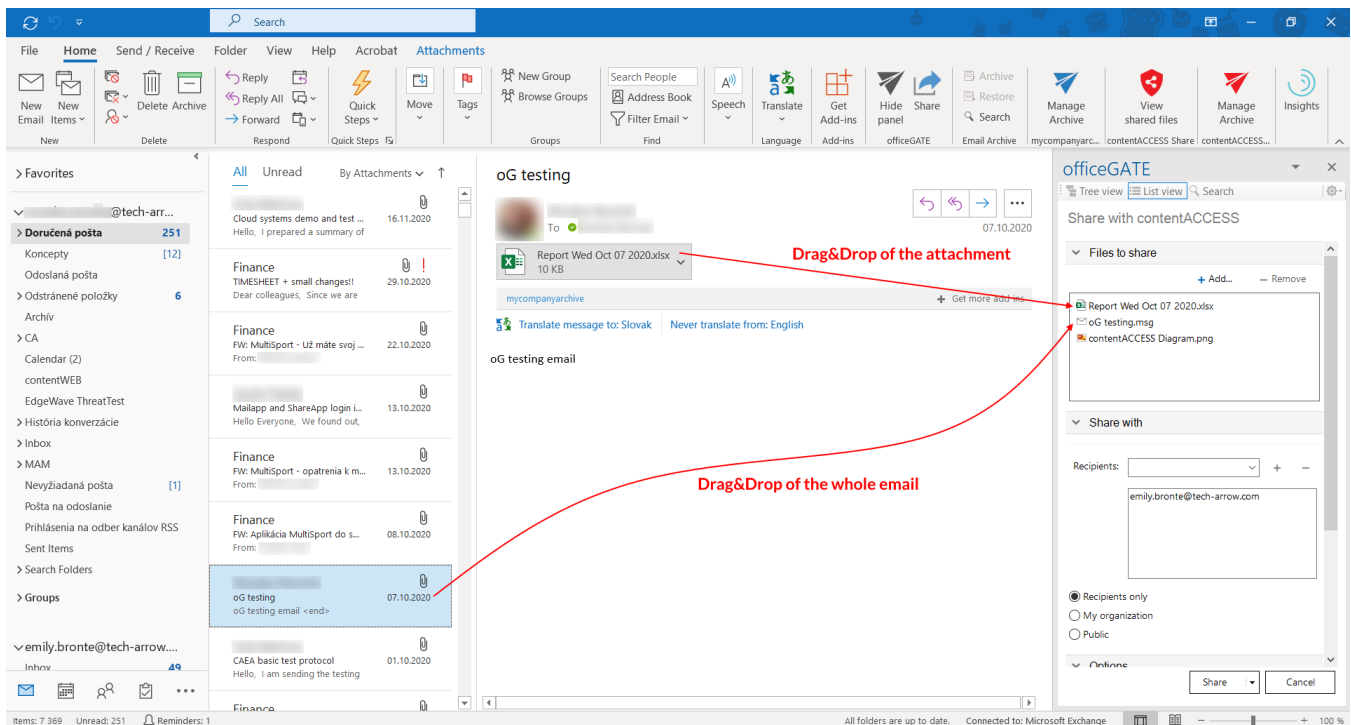 Search
File Home Send / Receive Folder View Help Acrobat Attachments
New Email
New Items
New
Delete
Archive
Delete
Reply
Reply All
Forward
Respond
Quick Steps
Quick Steps
Move
Tags
New Group
Browse Groups
Groups
Search People
Address Book
Filter Email
Find
Speech
Translate
Language
Get Add-ins
Add-ins
Hide panel
Share
officeGATE
Archive
Restore
Search
Email Archive
Manage Archive
mycompanyarc...
View shared files
contentACCESS Share
Manage Archive
contentACCESS...
Insights
Favorites
@tech-arr...
Doručená pošta 251
Koncepty [12]
Odoslaná pošta
Odstránené položky 6
Archív
CA
Calendar (2)
contentWEB
EdgeWave ThreatTest
História konverzácie
Inbox
MAM
Nevyžiadaná pošta [1]
Pošta na odoslanie
Prihlásenia na odber kanálov RSS
Sent Items
Search Folders
Groups
emily.bronte@tech-arrow....
Inbox 49
All Unread By Attachments
Cloud systems demo and test ... 16.11.2020
Hello, I prepared a summary of
Finance
TIMESHEET + small changes!! 29.10.2020
Dear colleagues, Since we are
Finance
FW: MultiSport - Už máte svoj ... 22.10.2020
From:
Mailapp and ShareApp login i... 13.10.2020
Hello Everyone, We found out,
Finance
FW: MultiSport - opatrenia k m... 13.10.2020
From:
Finance
FW: Aplikácia MultiSport do s... 08.10.2020
From:
oG testing 07.10.2020
oG testing email <end>
CAEA basic test protocol 01.10.2020
Hello, I am sending the testing
Finance
oG testing
To
07.10.2020
Report Wed Oct 07 2020.xlsx
10 KB
Drag&Drop of the attachment
mycompanyarchive + Get more add-ins
Translate message to: Slovak Never translate from: English
oG testing email
Drag&Drop of the whole email
officeGATE
Tree view List view Search
Share with contentACCESS
Files to share
+ Add... − Remove
Report Wed Oct 07 2020.xlsx
oG testing.msg
contentACCESS Diagram.png
Share with
Recipients: + −
emily.bronte@tech-arrow.com
Recipients only
My organization
Public
Options
Share Cancel
Items: 7 369 Unread: 251 Reminders: 1 All folders are up to date. Connected to: Microsoft Exchange − + 100 %